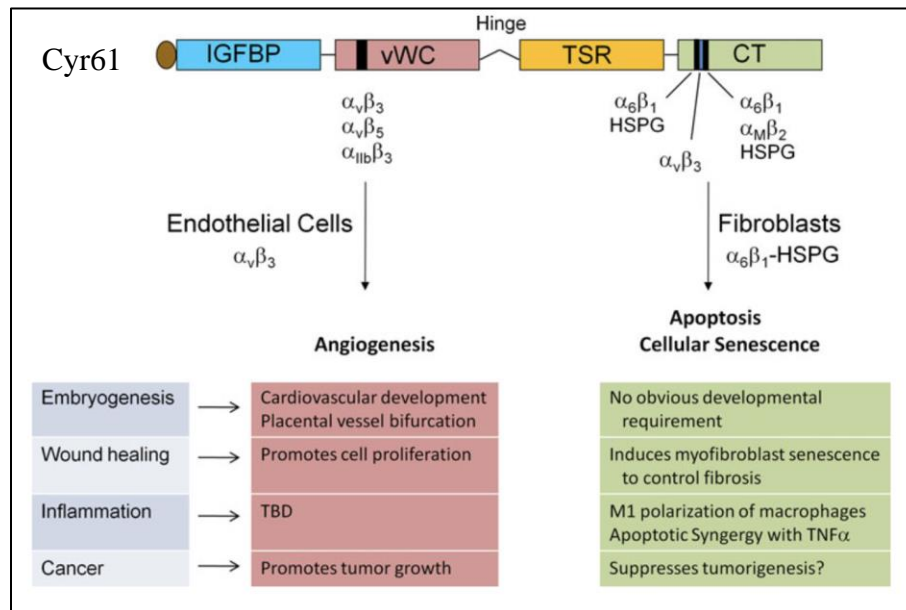 Hinge
Cyr61 IGFBP vWC TSR CT
αvβ3
αvβ5
αIIbβ3
α6β1
HSPG
αvβ3
α6β1
αMβ2
HSPG
Endothelial Cells
αvβ3
Fibroblasts
α6β1-HSPG
Angiogenesis
Apoptosis
Cellular Senescence
Embryogenesis
Cardiovascular development
Placental vessel bifurcation
No obvious developmental
requirement
Wound healing
Promotes cell proliferation
Induces myofibroblast senescence
to control fibrosis
Inflammation
TBD
M1 polarization of macrophages
Apoptotic Syngergy with TNFα
Cancer
Promotes tumor growth
Suppresses tumorigenesis?